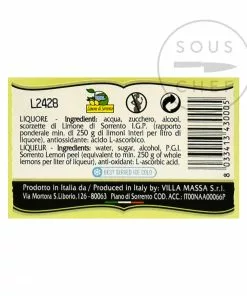 SOUS
CHEF
L2428
LIMONE DI SORRENTO
LIQUORE - Ingredienti: acqua, zucchero, alcool,
scorzette di Limone di Sorrento I.G.P. (rapporto
ponderale min. di 250 g di limoni interi per litro
di liquore), antiossidante: acido L-ascorbico.
LIQUEUR - Ingredients: water, sugar, alcohol, P.G.I.
Sorrento Lemon peel (equivalent to min. 250 g of whole
lemons per liter of liqueur), anti-oxidant: L-ascorbic acid.
BEST SERVED ICE COLD
Prodotto in Italia da / Produced in Italy by: VILLA MASSA S.r.l.
Via Mortora S.Liborio, 126 - 80063 Piano di Sorrento COD. ACC.: IT00NAA00066P
8 033413 430005